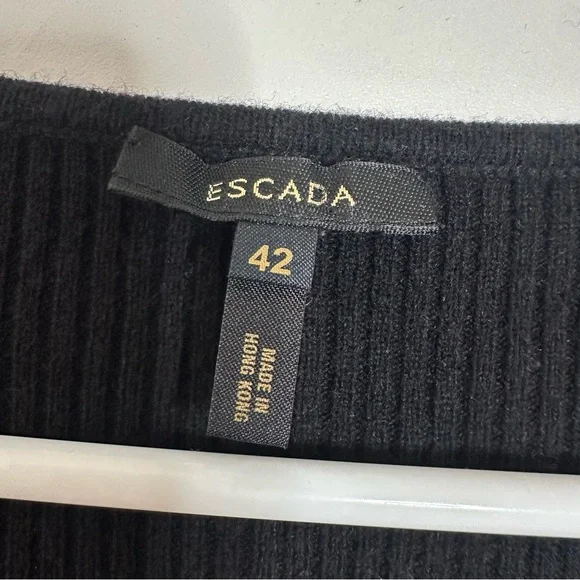 ESCADA
42
MADE IN
HONG KONG